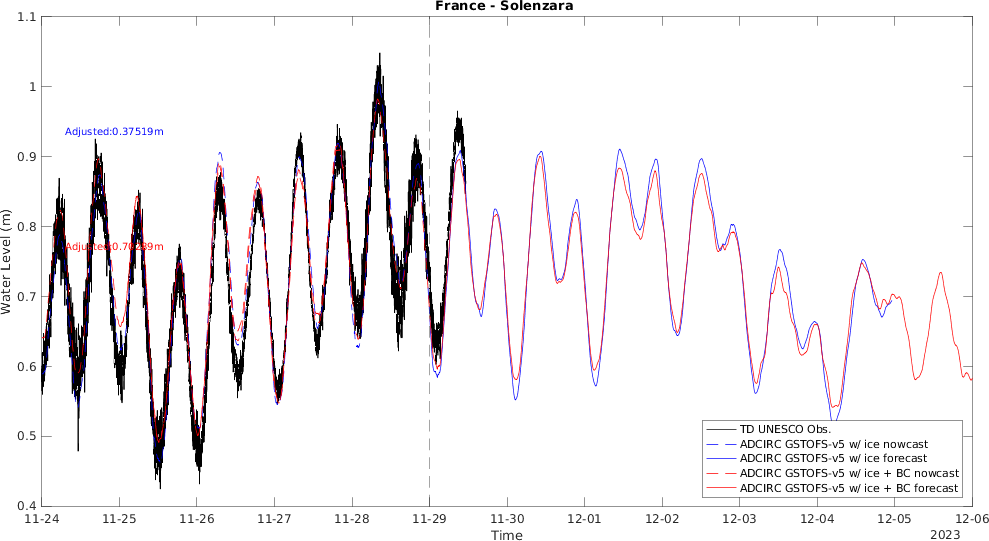 France - Solenzara
1.1
1
0.9
0.8
0.7
0.6
0.5
0.4
Water Level (m)
Adjusted:0.37519m
Adjusted:0.70289m
TD UNESCO Obs.
ADCIRC GSTOFS-v5 w/ ice nowcast
ADCIRC GSTOFS-v5 w/ ice forecast
ADCIRC GSTOFS-v5 w/ ice + BC nowcast
ADCIRC GSTOFS-v5 w/ ice + BC forecast
11-24 11-25 11-26 11-27 11-28 11-29 11-30 12-01 12-02 12-03 12-04 12-05 12-06
Time
2023